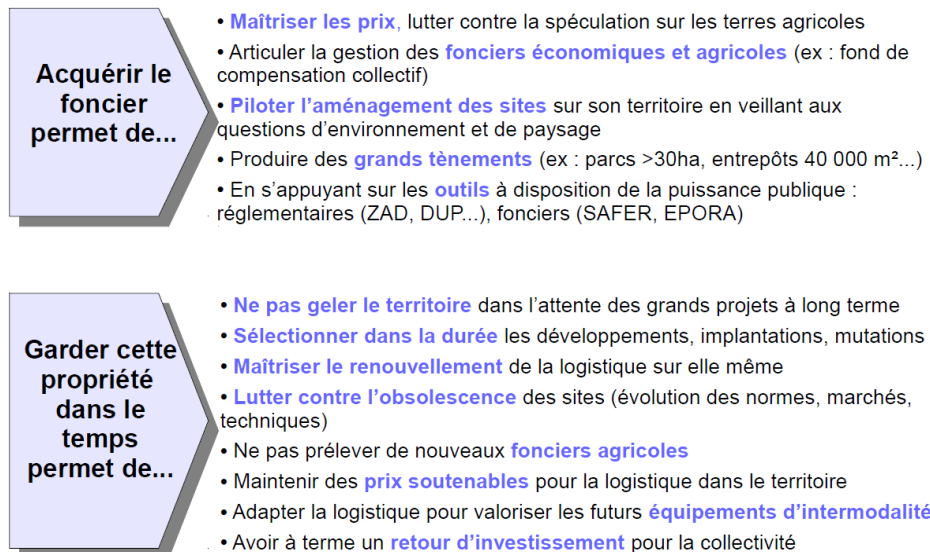 Acquérir le
foncier
permet de...
• Maîtriser les prix, lutter contre la spéculation sur les terres agricoles
• Articuler la gestion des fonciers économiques et agricoles (ex : fond de
compensation collectif)
• Piloter l’aménagement des sites sur son territoire en veillant aux
questions d’environnement et de paysage
• Produire des grands tènements (ex : parcs >30ha, entrepôts 40 000 m²...)
• En s’appuyant sur les outils à disposition de la puissance publique :
réglementaires (ZAD, DUP...), fonciers (SAFER, EPORA)
Garder cette
propriété
dans le
temps
permet de...
• Ne pas geler le territoire dans l’attente des grands projets à long terme
• Sélectionner dans la durée les développements, implantations, mutations
• Maîtriser le renouvellement de la logistique sur elle même
• Lutter contre l’obsolescence des sites (évolution des normes, marchés,
techniques)
• Ne pas prélever de nouveaux fonciers agricoles
• Maintenir des prix soutenables pour la logistique dans le territoire
• Adapter la logistique pour valoriser les futurs équipements d’intermodalité
• Avoir à terme un retour d’investissement pour la collectivité